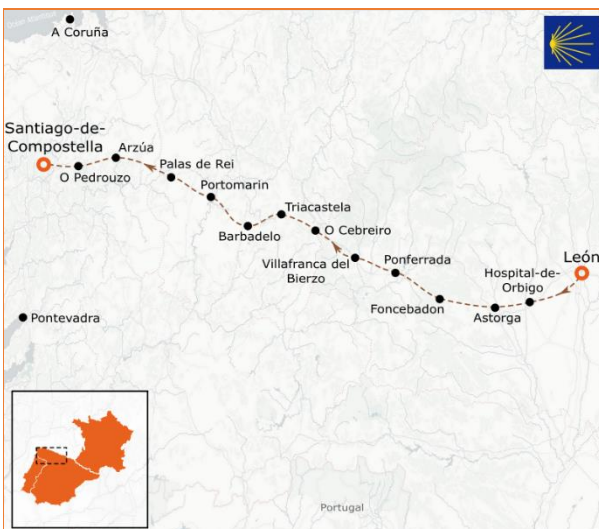 A Coruña
Santiago-de-
Compostella
Arzúa
O Pedrouzo
Palas de Rei
Portomarin
Triacastela
Barbadelo
O Cebreiro
Villafranca del
Bierzo
Ponferrada
León
Hospital-de-
Orbigo
Foncebadon
Astorga
Pontevadra
Portugal